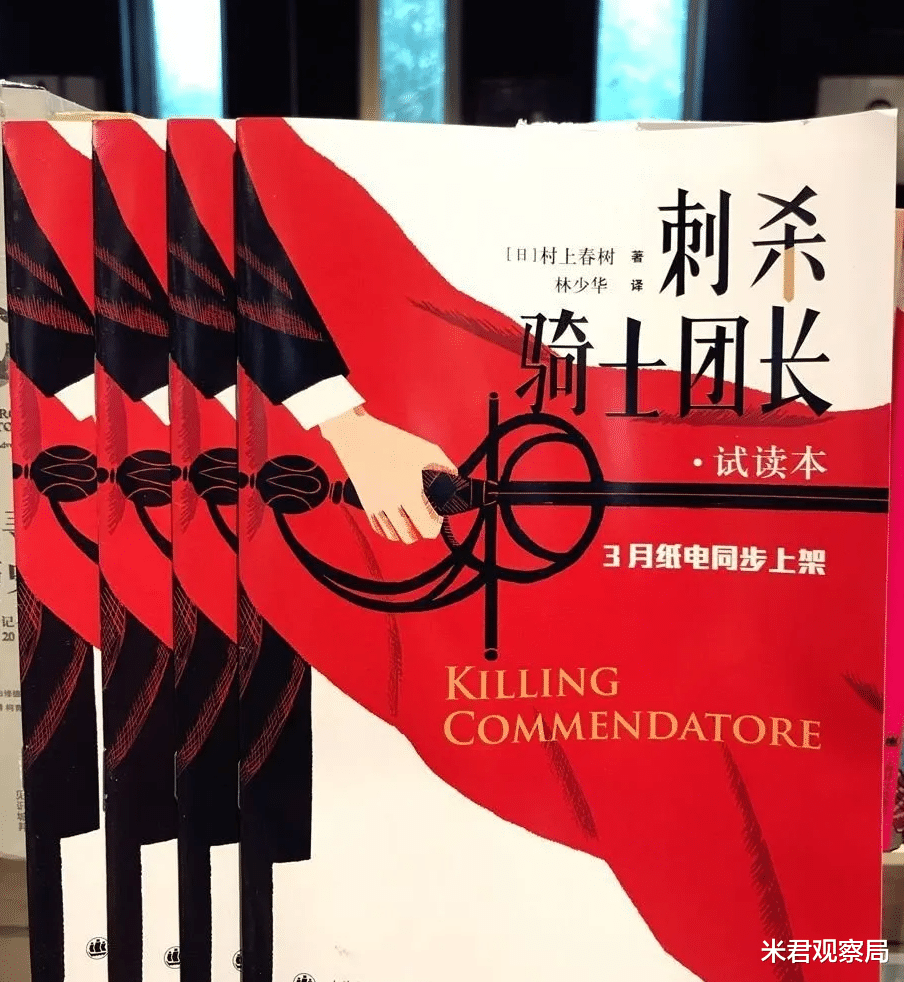 刺杀
[日]村上春树 著
林少华 译
骑士团长
·试读本
3月纸电同步上架
KILLING
COMMENDATORE
米君观察局